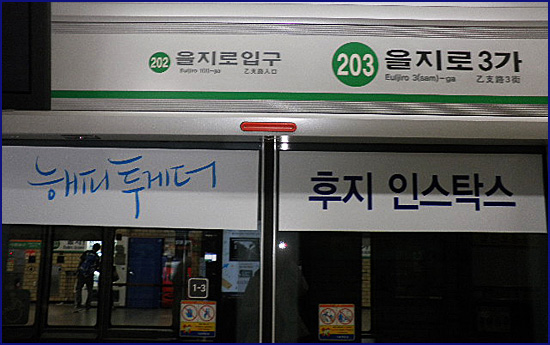 202 을지로입구
Euljiro 1(il)-ga 乙支路入口
203 을지로3가
Euljiro 3(sam)-ga 乙支路3街
해피투게더
후지 인스탁스
1-3